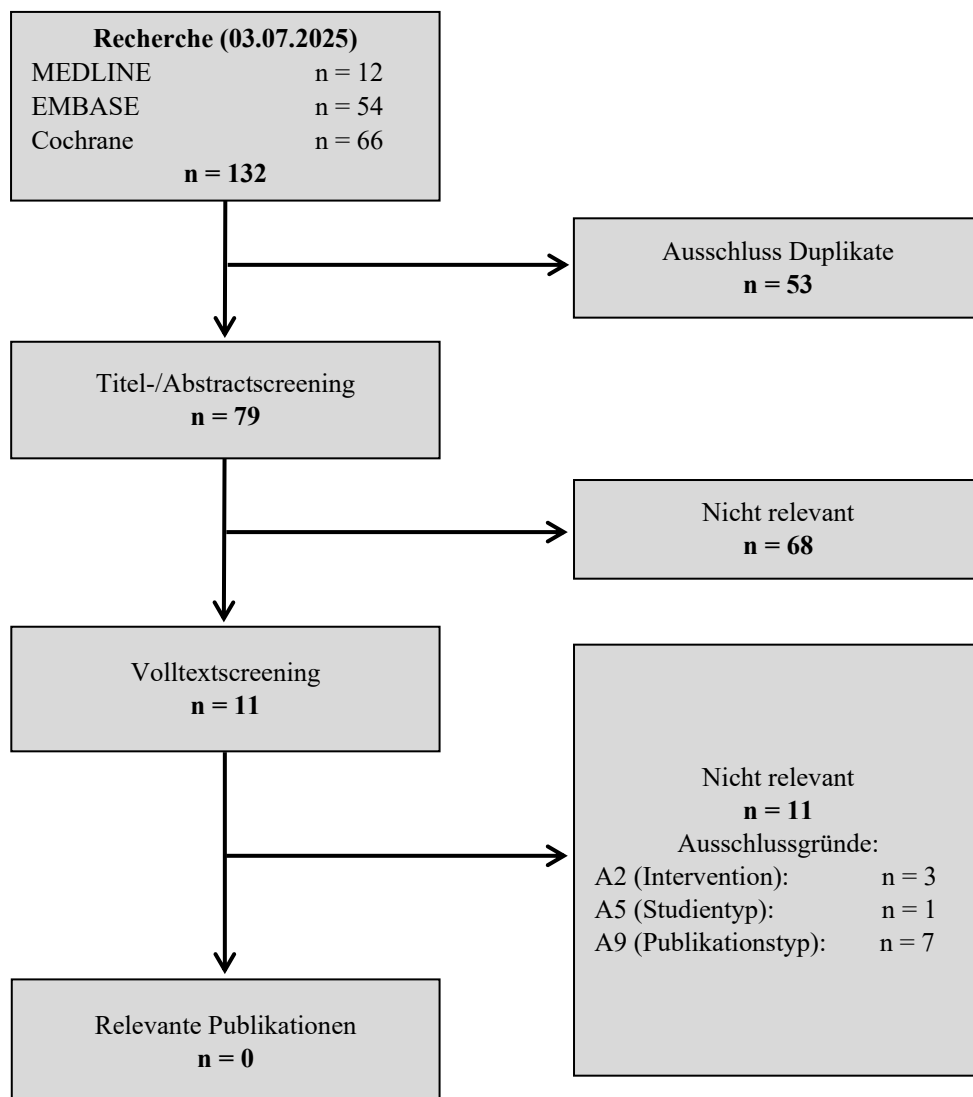 Recherche (03.07.2025)
MEDLINE n = 12
EMBASE n = 54
Cochrane n = 66
n = 132
Ausschluss Duplikate
n = 53
Titel-/Abstractscreening
n = 79
Nicht relevant
n = 68
Volltextscreening
n = 11
Nicht relevant
n = 11
Ausschlussgründe:
A2 (Intervention): n = 3
A5 (Studientyp): n = 1
A9 (Publikationstyp): n = 7
Relevante Publikationen
n = 0